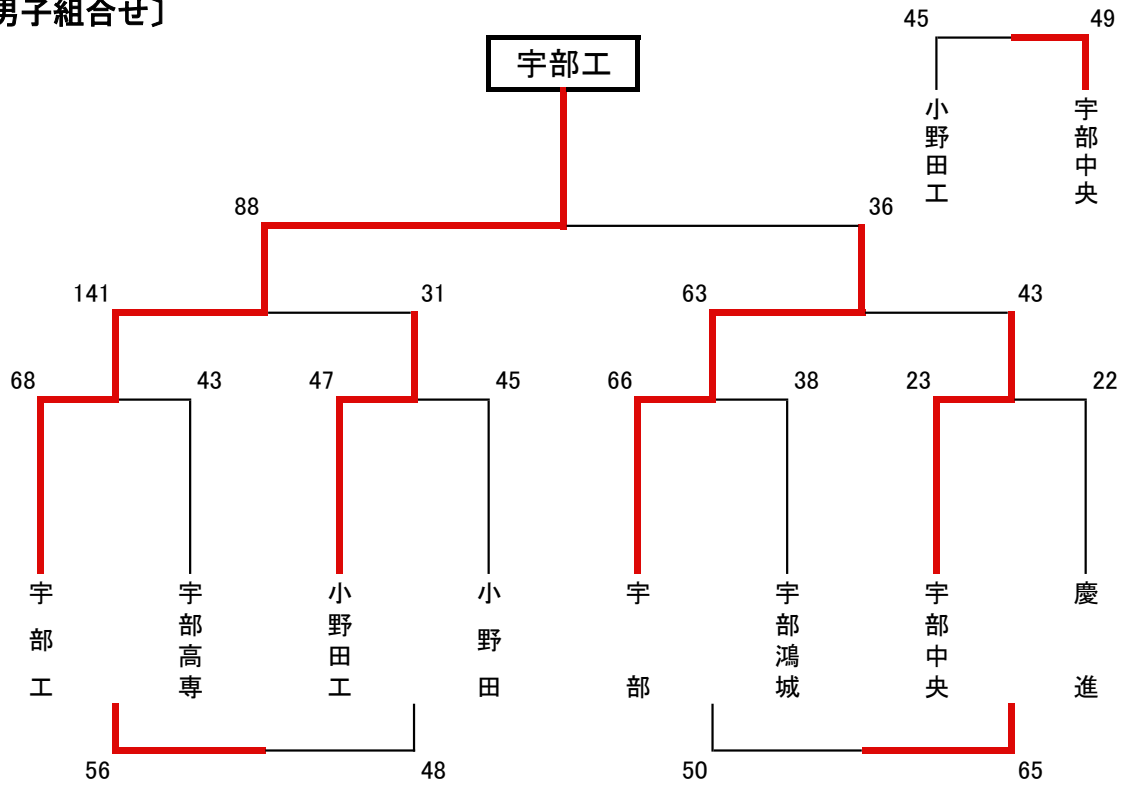 男子組合せ〕
45 49
宇部工
小野田工
宇部中央
88 36
141 31 63 43
68 43 47 45 66 38 23 22
宇部工
宇部高専
小野田工
小野田
宇部
宇部鴻城
宇部中央
慶進
56 48 50 65